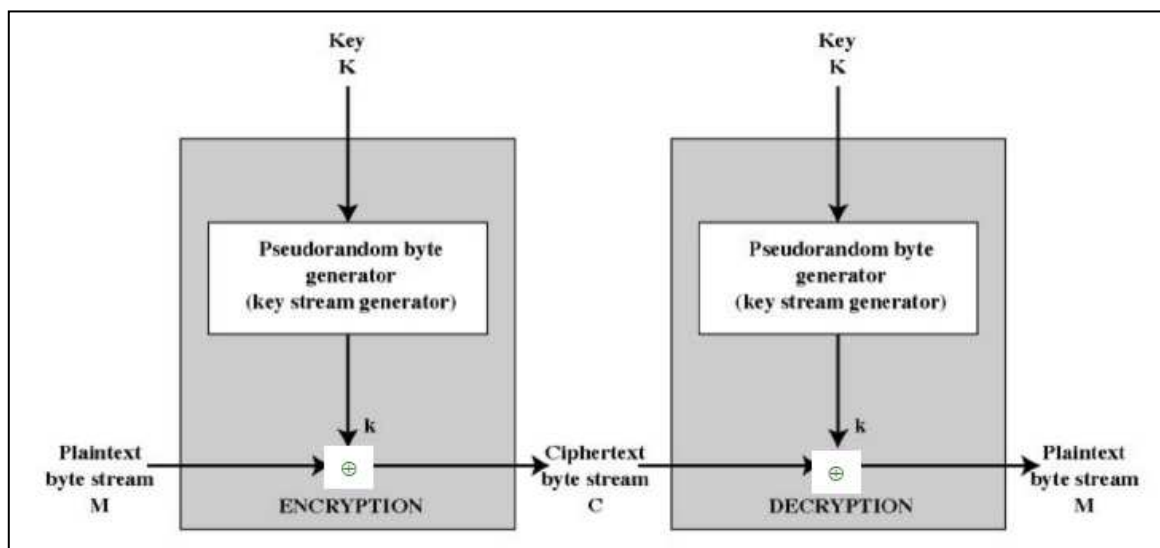 Key
K
Pseudorandom byte
generator
(key stream generator)
k
Plaintext
byte stream
M
⊕
ENCRYPTION
Ciphertext
byte stream
C
Key
K
Pseudorandom byte
generator
(key stream generator)
k
⊕
DECRYPTION
Plaintext
byte stream
M